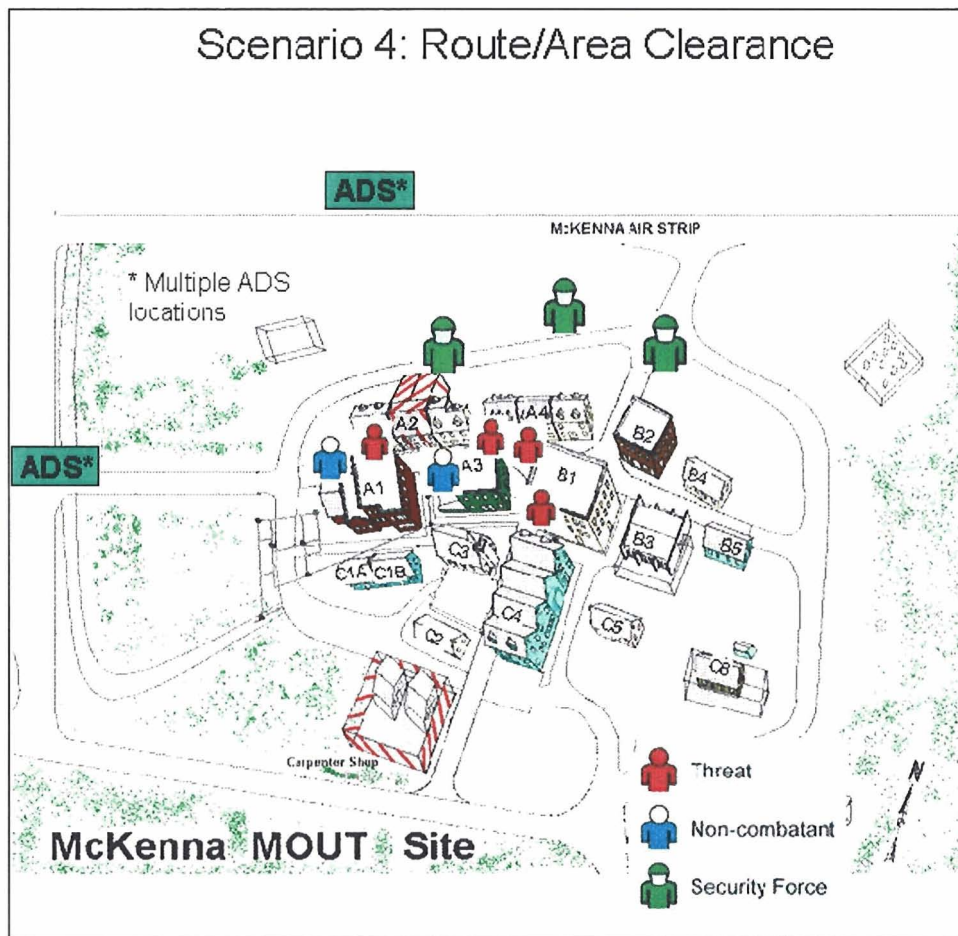 Scenario 4: Route/Area Clearance
ADS*
McKENNA AIR STRIP
* Multiple ADS
locations
ADS*
A2
A4
B2
A1
A3
B1
B4
B3
B5
C3
C1A C1B
C4
C2
C5
C6
Carpenter Shop
N
Threat
Non-combatant
Security Force
McKenna MOUT Site